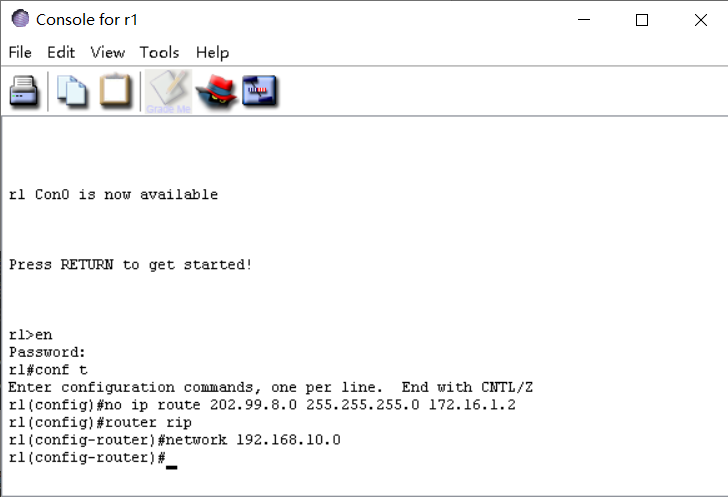 Console for r1
File Edit View Tools Help
Grade Me
r1 Con0 is now available
Press RETURN to get started!
r1>en
Password:
r1#conf t
Enter configuration commands, one per line.  End with CNTL/Z
r1(config)#no ip route 202.99.8.0 255.255.255.0 172.16.1.2
r1(config)#router rip
r1(config-router)#network 192.168.10.0
r1(config-router)#